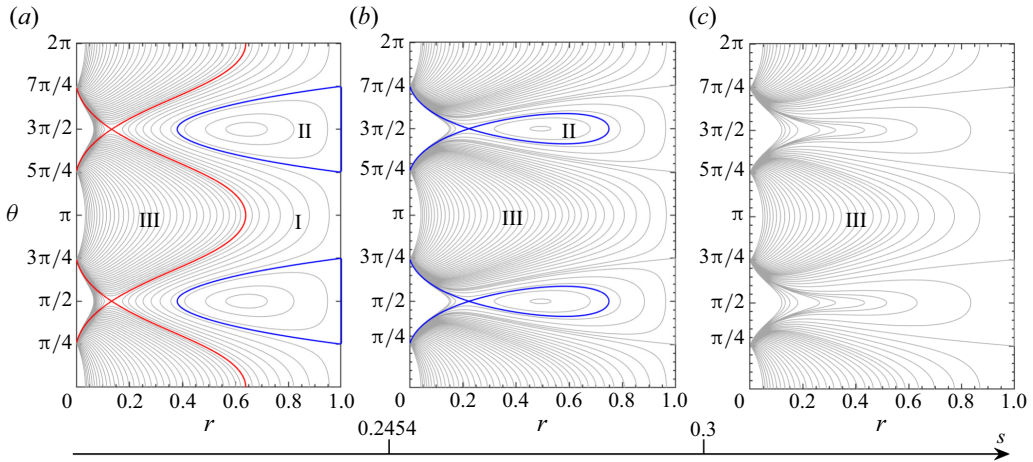 (a) (b) (c)
2π 2π 2π
7π/4 7π/4 7π/4
3π/2 II 3π/2 II 3π/2
5π/4 5π/4 5π/4
θ π III I π III π III
3π/4 3π/4 3π/4
π/2 π/2 π/2
π/4 π/4 π/4
0 0.2 0.4 0.6 0.8 1.0 0 0.2 0.4 0.6 0.8 1.0 0 0.2 0.4 0.6 0.8 1.0
r r r
0.2454 0.3 s